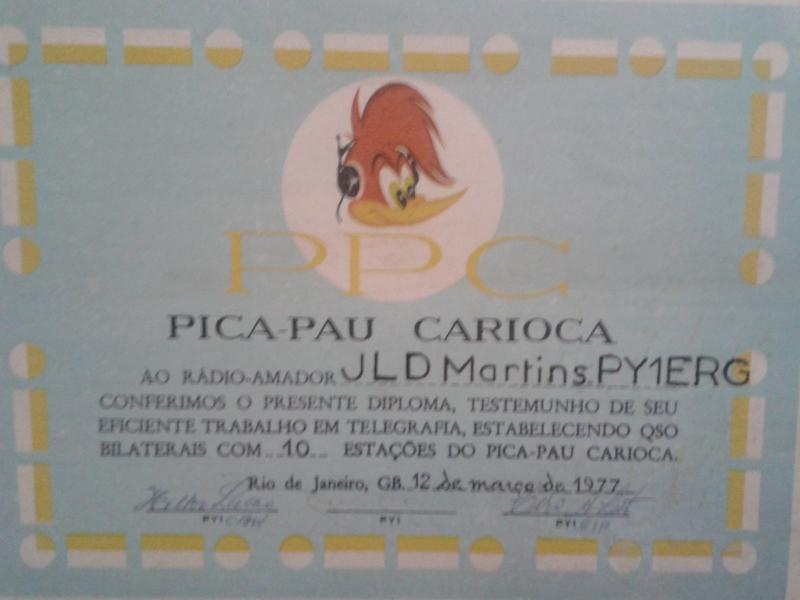 PPC
PICA-PAU CARIOCA
AO RÁDIO-AMADOR JLD Martins PY1ERG
CONFERIMOS O PRESENTE DIPLOMA, TESTEMUNHO DE SEU
EFICIENTE TRABALHO EM TELEGRAFIA, ESTABELECENDO QSO
BILATERAIS COM 10 ESTAÇÕES DO PICA-PAU CARIOCA.
Rio de Janeiro, GB. 12 de março de 1977
PY1 PY1 PY1